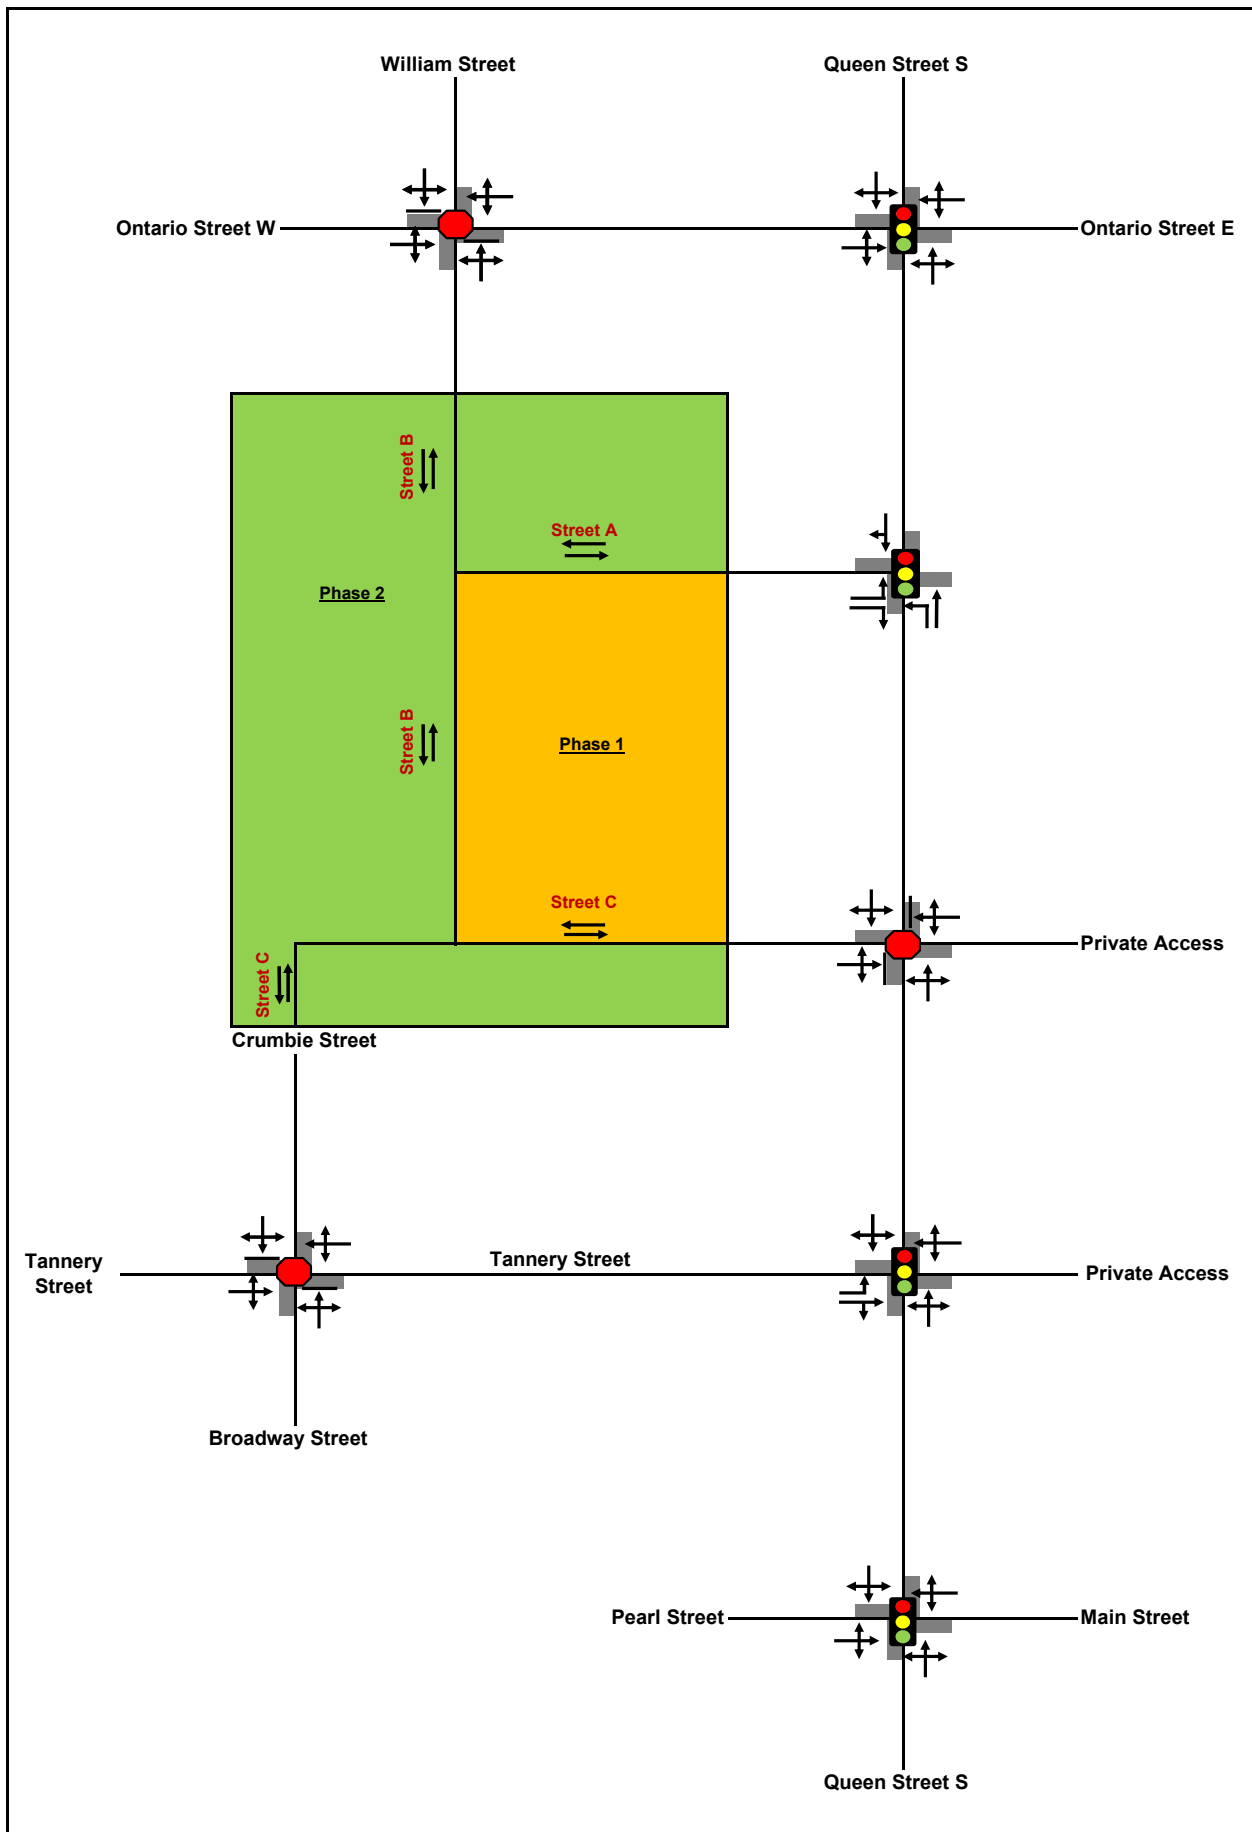 William Street
Queen Street S
Ontario Street W
Ontario Street E
Street B
Street A
Phase 2
Street B
Phase 1
Street C
Private Access
Street C
Crumbie Street
Tannery
Street
Tannery Street
Private Access
Broadway Street
Pearl Street
Main Street
Queen Street S